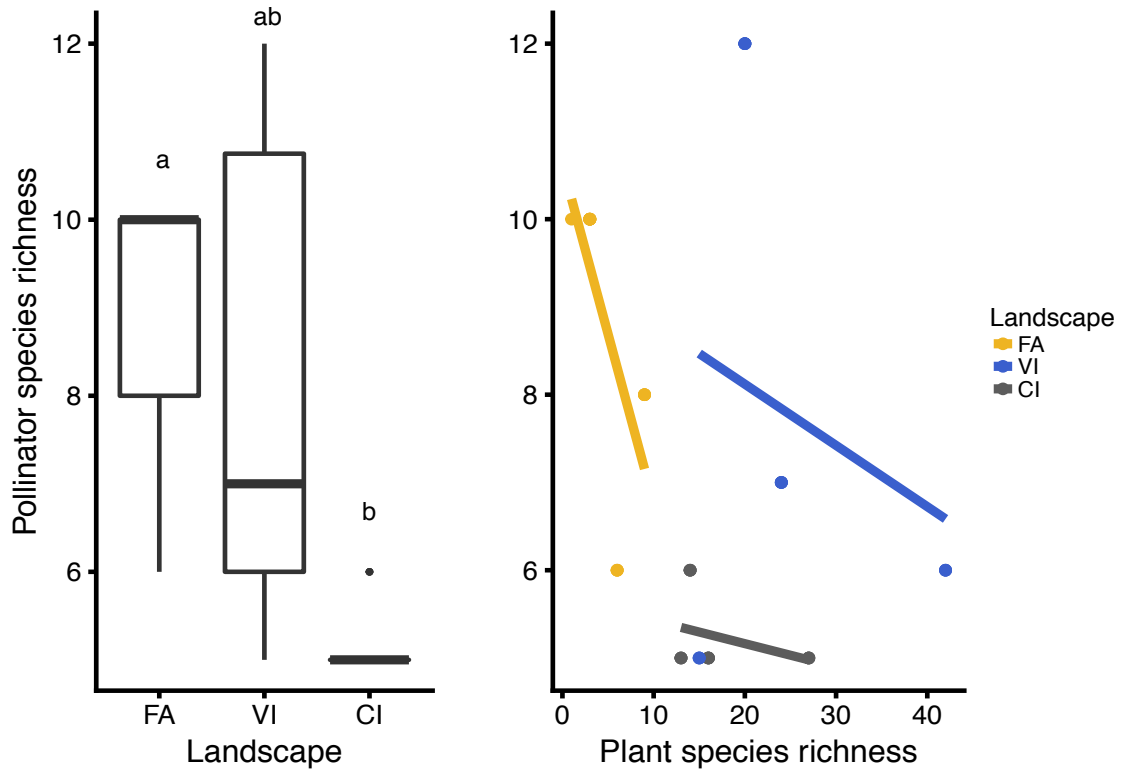 Pollinator species richness
12
10
8
6
a
ab
b
FA VI CI
Landscape
12
10
8
6
0 10 20 30 40
Plant species richness
Landscape
FA
VI
CI